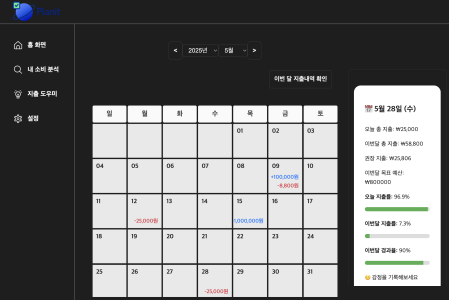 Brand
홈 화면
내 소비 분석
지출 도우미
설정
< 2025년 5월 >
이번 달 지출내역 확인
일 월 화 수 목 금 토
01 02 03
04 05 06 07 08 09 10
+100,000원
-8,800원
11 12 13 14 15 16 17
-25,000원 1,000,000원
18 19 20 21 22 23 24
25 26 27 28 29 30 31
-25,000원
📅 5월 28일 (수)
오늘 총 지출: ₩25,000
이번달 총 지출: ₩58,800
권장 지출: ₩25,806
이번달 목표 예산:
₩800000
오늘 지출률: 96.9%
이번달 지출률: 7.3%
이번달 경과율: 90%
😊 감정을 기록해보세요